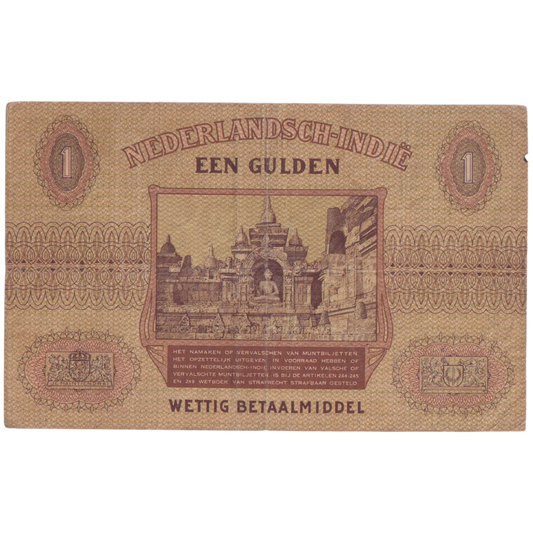 NEDERLANDSCH-INDIË
1 EEN GULDEN 1
HET NAMAKEN OF VERVALSCHEN VAN MUNTBILJETTEN
HET OPZETTELIJK UITGEVEN IN VOORRAAD HEBBEN OF
BINNEN NEDERLANDSCH-INDIE INVOEREN VAN VALSCHE OF
VERVALSCHTE MUNTBILJETTEN, IS BIJ DE ARTIKELEN 244-245
EN 246 WETBOEK VAN STRAFRECHT STRAFBAAR GESTELD
WETTIG BETAALMIDDEL